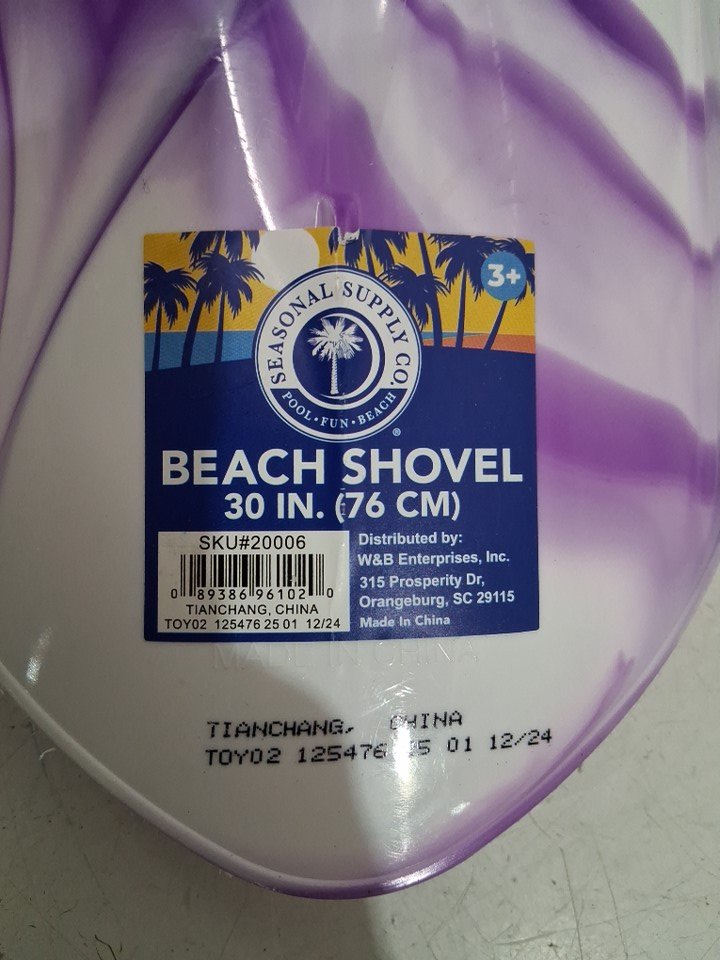 3+
SEASONAL SUPPLY CO.
POOL • FUN • BEACH
®
BEACH SHOVEL
30 IN. (76 CM)
SKU#20006
0 89386 96102 0
TIANCHANG, CHINA
TOY02 125476 25 01 12/24
Distributed by:
W&B Enterprises, Inc.
315 Prosperity Dr,
Orangeburg, SC 29115
Made In China
MADE IN CHINA
TIANCHANG, CHINA
TOY02 125476 25 01 12/24